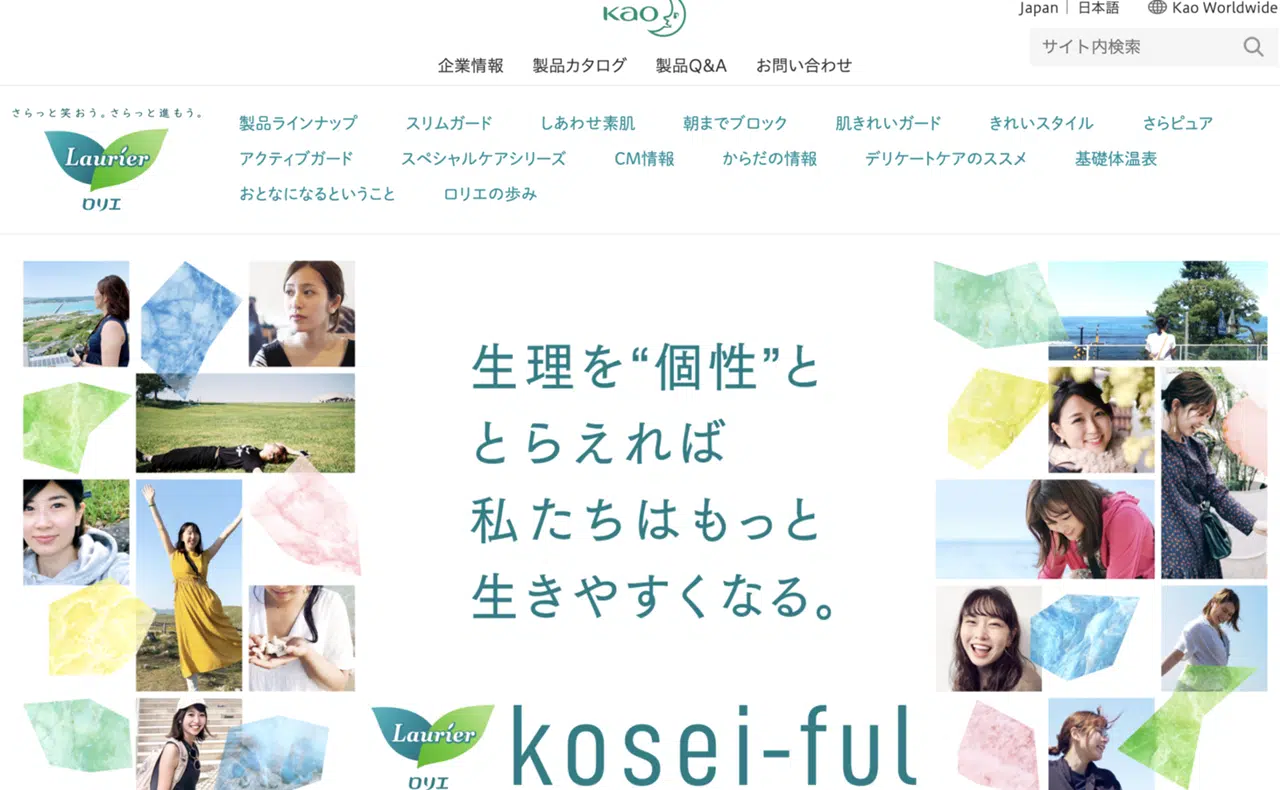 Kao
Japan | 日本語 Kao Worldwide
サイト内検索
企業情報 製品カタログ 製品Q&A お問い合わせ
さらっと笑おう。さらっと進もう。
Laurier
ロリエ
製品ラインナップ スリムガード しあわせ素肌 朝までブロック 肌きれいガード きれいスタイル さらピュア
アクティブガード スペシャルケアシリーズ CM情報 からだの情報 デリケートケアのススメ 基礎体温表
おとなになるということ ロリエの歩み
生理を“個性”と
とらえれば
私たちはもっと
生きやすくなる。
Laurier
ロリエ
kosei-ful